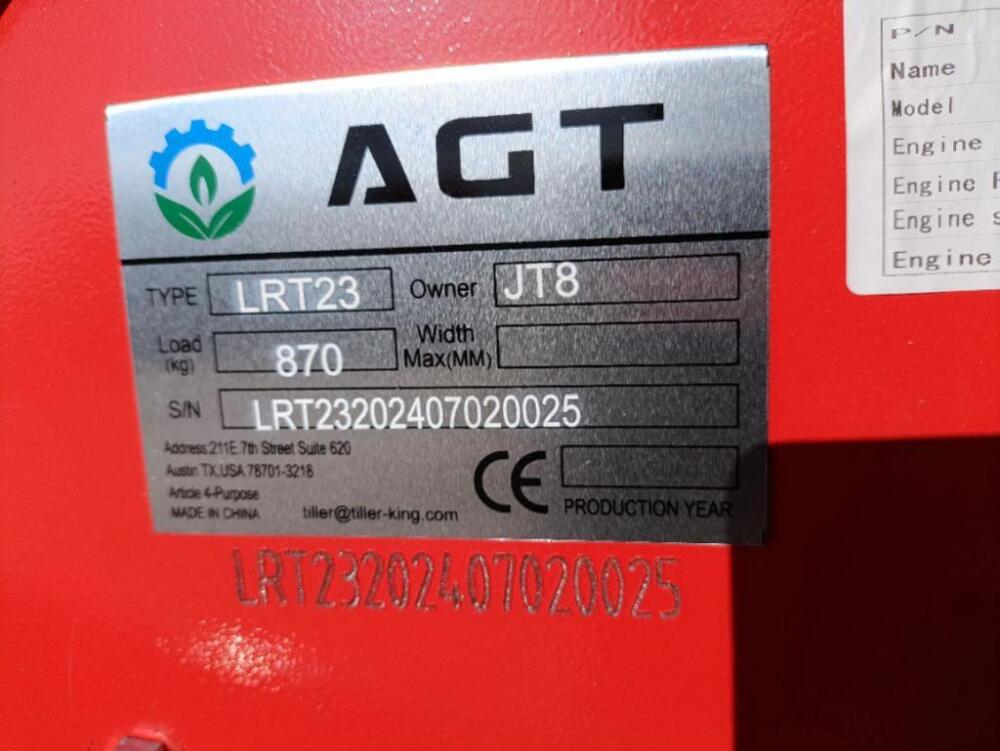 AGT
TYPE LRT23 Owner JT8
Load (kg) 870 Width Max(MM)
S/N LRT23202407020025
Address:211E.7th Street Suite 620
Austin TX,USA 78701-3218
Article 4-Purpose
MADE IN CHINA tiller@tiller-king.com
CE PRODUCTION YEAR
LRT23202407020025
P/N
Name
Model
Engine
Engine
Engine
Engine